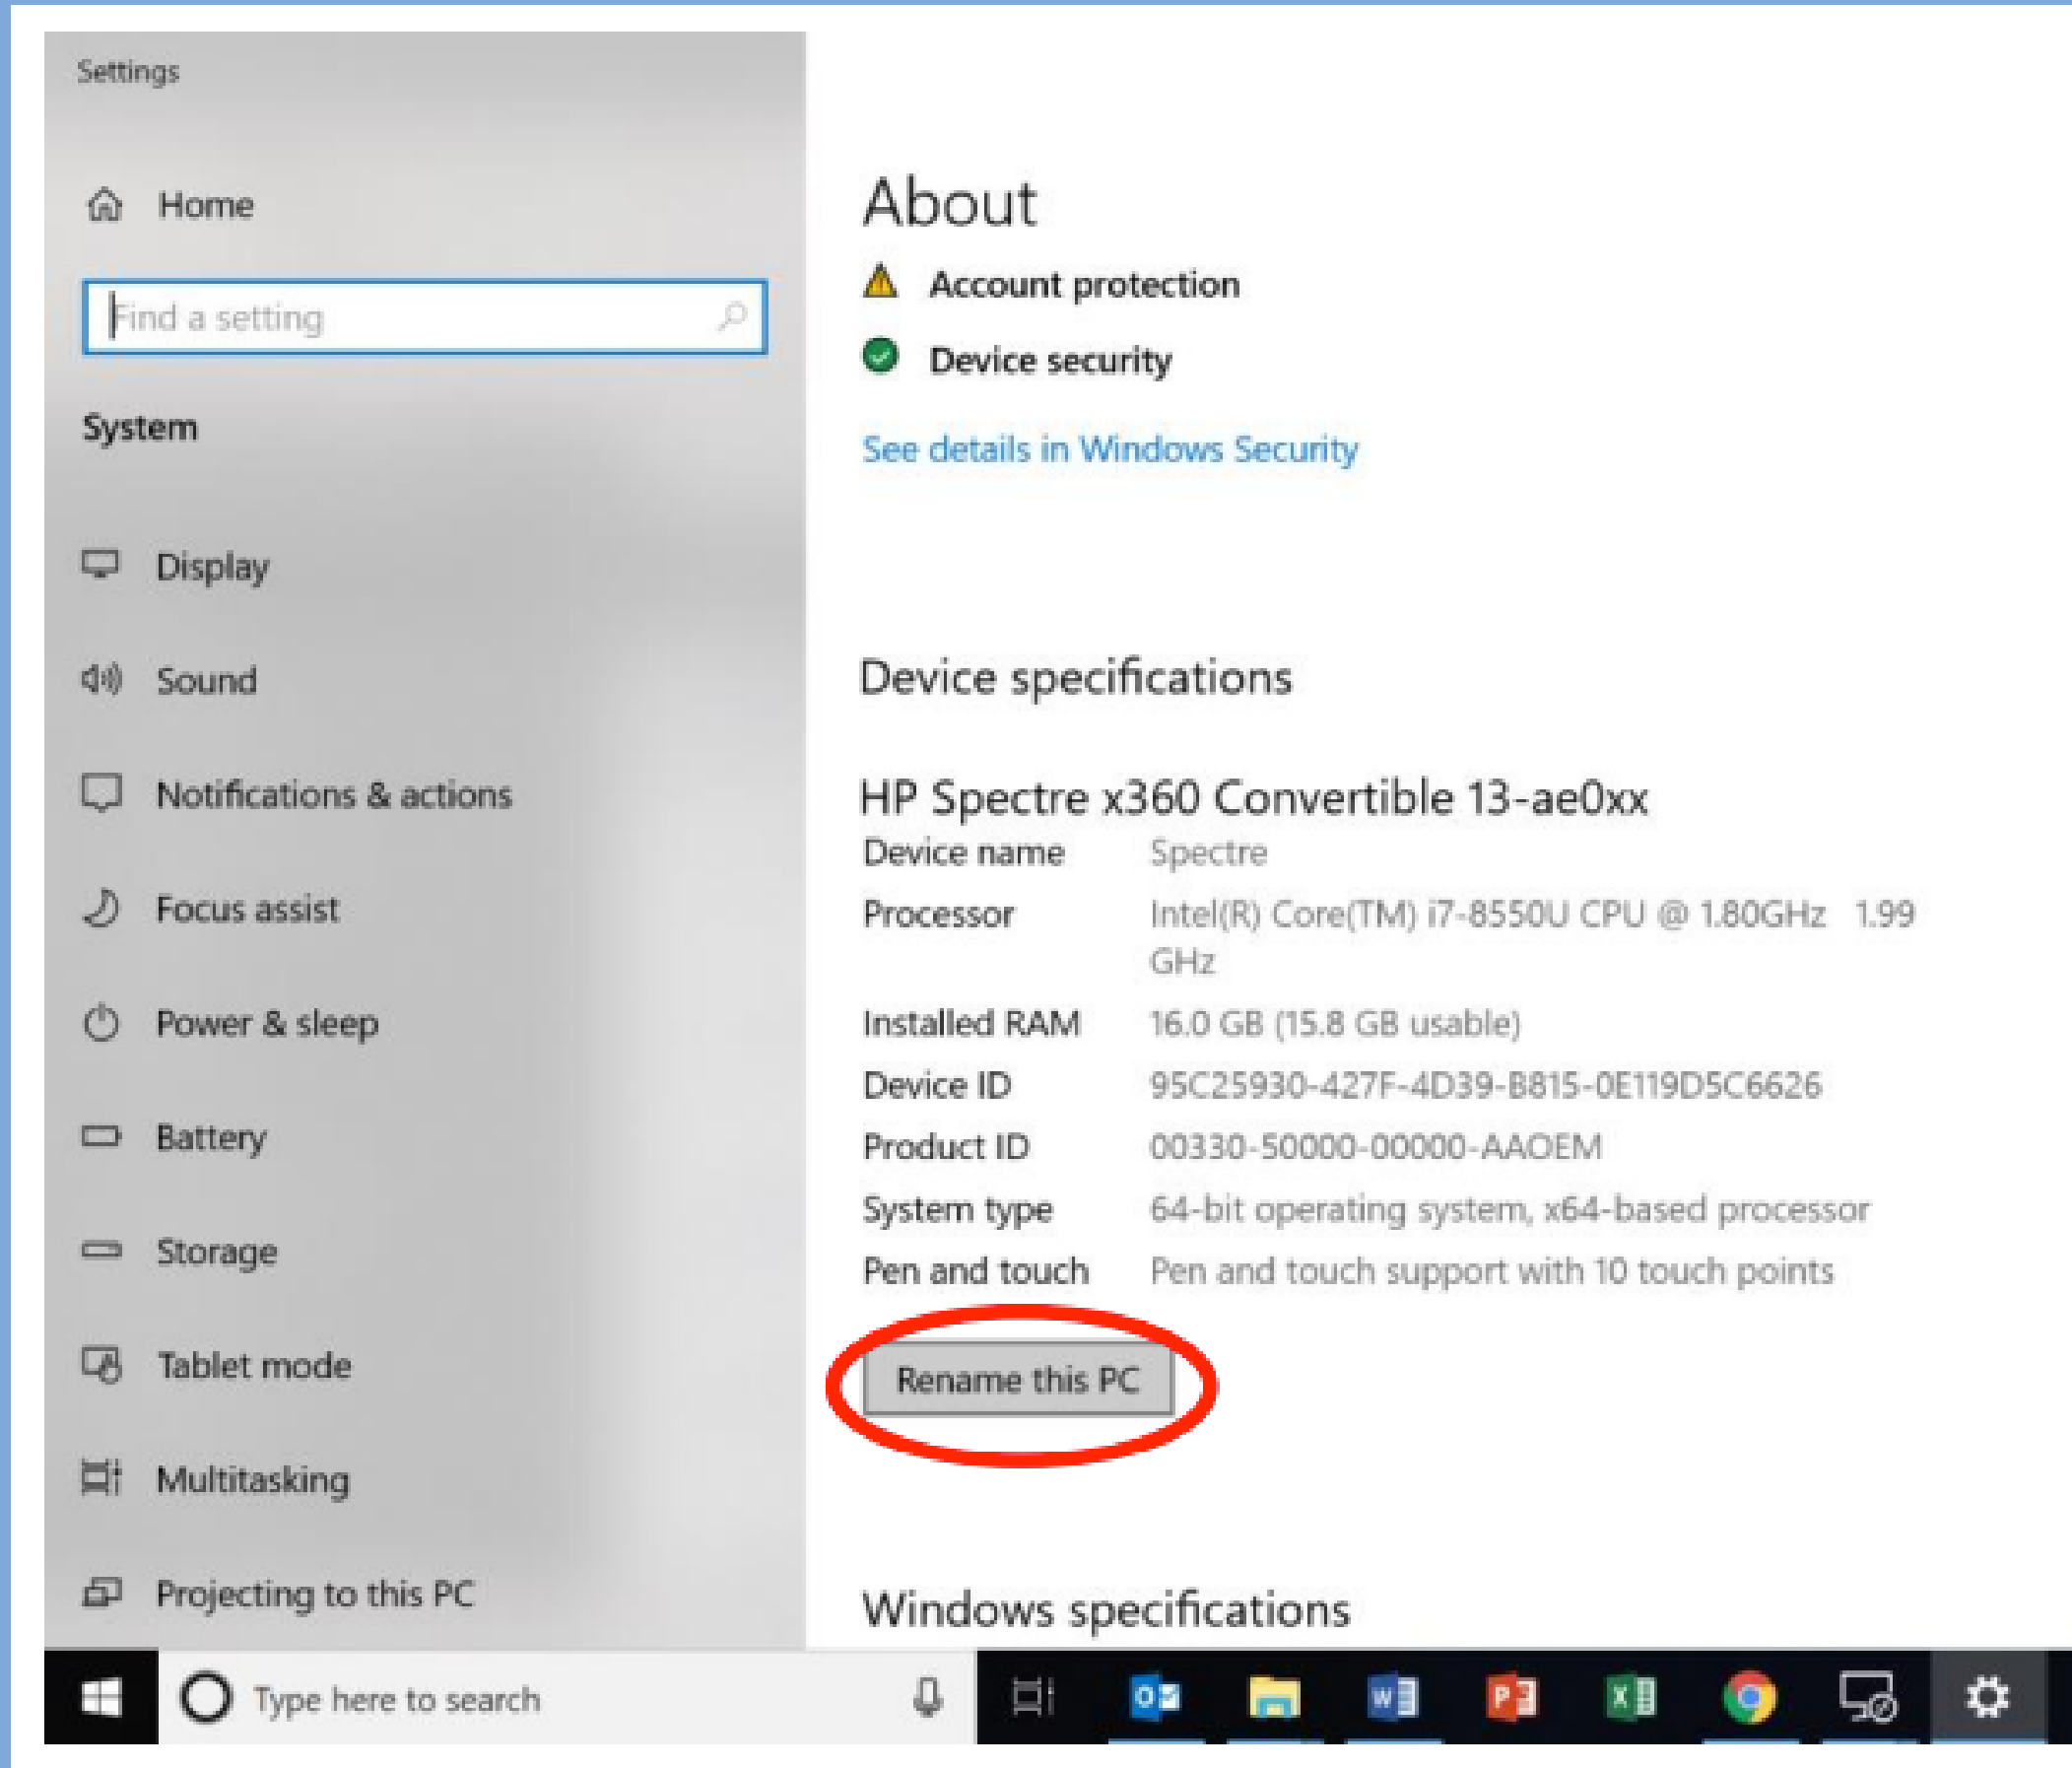 Settings
Home
Find a setting
System
Display
Sound
Notifications & actions
Focus assist
Power & sleep
Battery
Storage
Tablet mode
Multitasking
Projecting to this PC
About
Account protection
Device security
See details in Windows Security
Device specifications
HP Spectre x360 Convertible 13-ae0xx
Device name Spectre
Processor Intel(R) Core(TM) i7-8550U CPU @ 1.80GHz 1.99
GHz
Installed RAM 16.0 GB (15.8 GB usable)
Device ID 95C25930-427F-4D39-B815-0E119D5C6626
Product ID 00330-50000-00000-AAOEM
System type 64-bit operating system, x64-based processor
Pen and touch Pen and touch support with 10 touch points
Rename this PC
Windows specifications
Type here to search